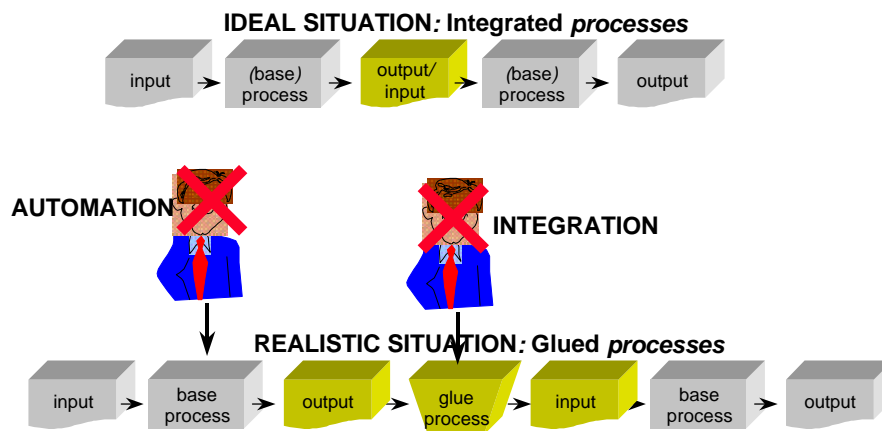 IDEAL SITUATION: Integrated processes
input
(base)
process
output/
input
(base)
process
output
AUTOMATION
INTEGRATION
REALISTIC SITUATION: Glued processes
input
base
process
output
glue
process
input
base
process
output